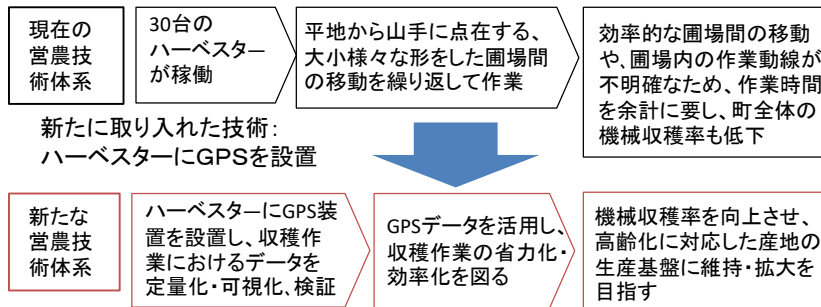 現在の
営農技
術体系
30台の
ハーベスター
が稼働
平地から山手に点在する、
大小様々な形をした圃場間
の移動を繰り返して作業
効率的な圃場間の移動
や、圃場内の作業動線が
不明確なため、作業時間
を余計に要し、町全体の
機械収穫率も低下
新たに取り入れた技術：
ハーベスターにGPSを設置
新たな
営農技
術体系
ハーベスターにGPS装
置を設置し、収穫作
業におけるデータを
定量化・可視化、検証
GPSデータを活用し、
収穫作業の省力化・
効率化を図る
機械収穫率を向上させ、
高齢化に対応した産地の
生産基盤に維持・拡大を
目指す